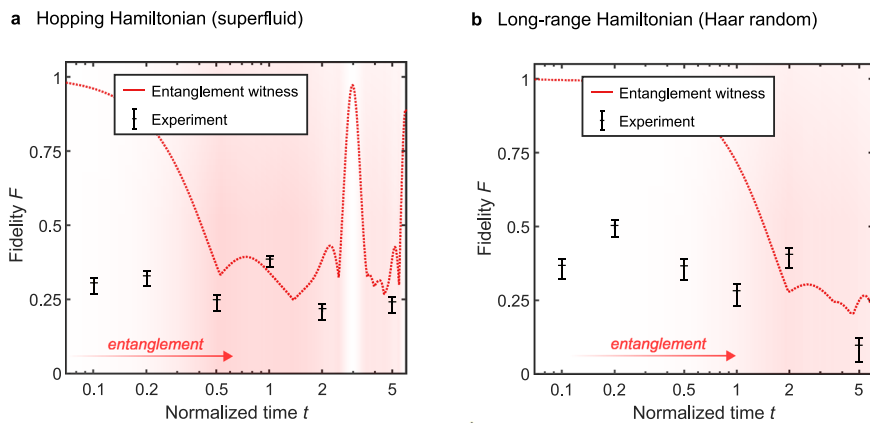 a Hopping Hamiltonian (superfluid)
1
0.75
0.5
0.25
0
Fidelity F
Entanglement witness
Experiment
entanglement
0.1 0.2 0.5 1 2 5
Normalized time t
b Long-range Hamiltonian (Haar random)
1
0.75
0.5
0.25
0
Fidelity F
Entanglement witness
Experiment
entanglement
0.1 0.2 0.5 1 2 5
Normalized time t